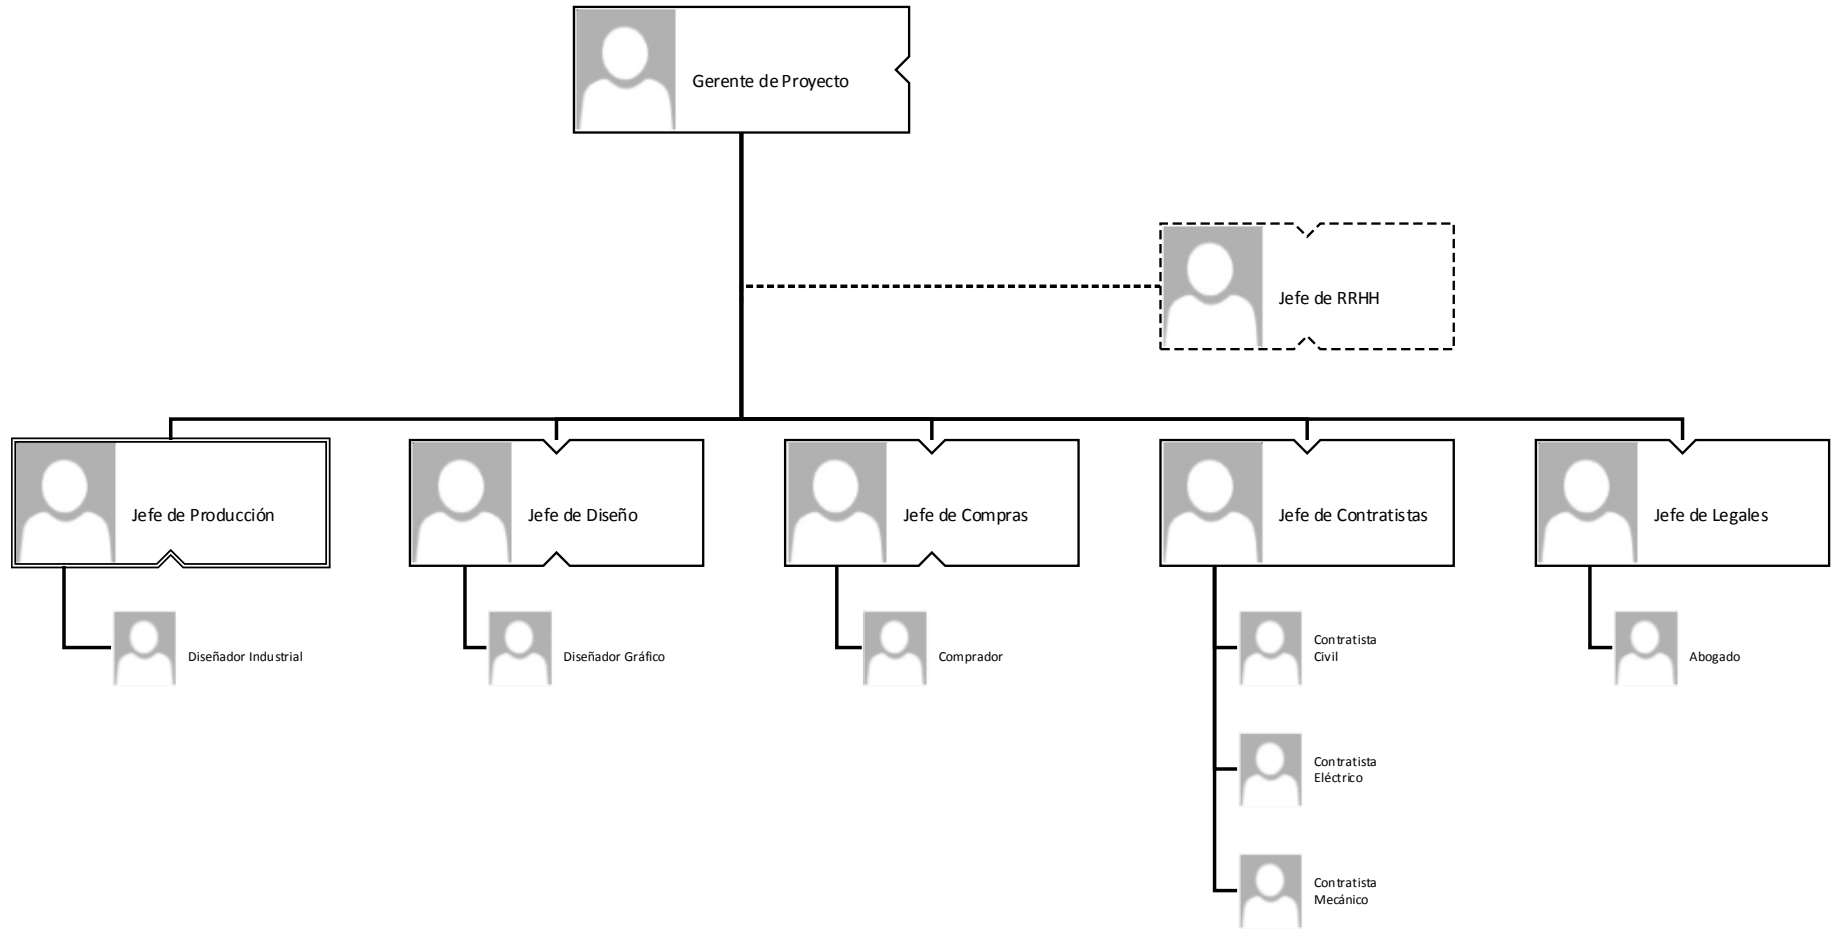 Gerente de Proyecto
Jefe de RRHH
Jefe de Producción
Jefe de Diseño
Jefe de Compras
Jefe de Contratistas
Jefe de Legales
Diseñador Industrial
Diseñador Gráfico
Comprador
Contratista
Civil
Abogado
Contratista
Eléctrico
Contratista
Mecánico